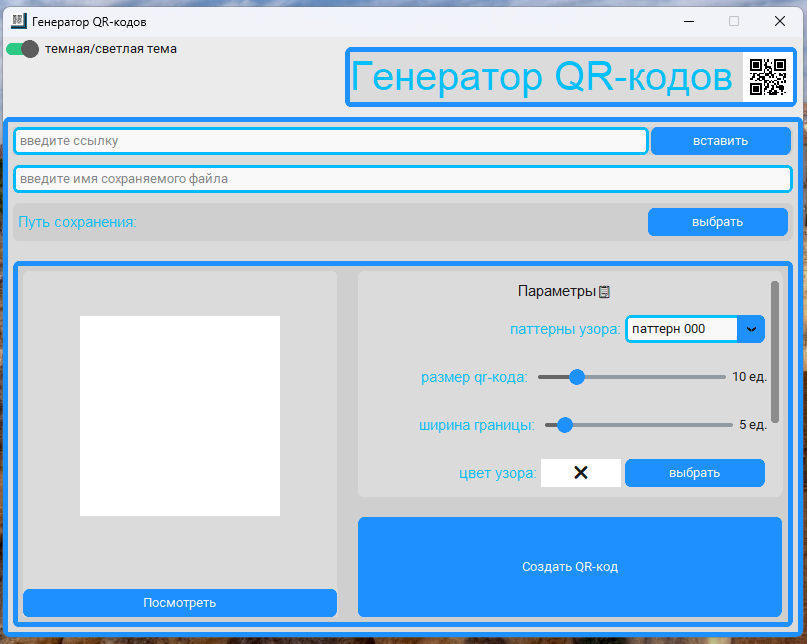 Генератор QR-кодов
темная/светлая тема
Генератор QR-кодов
введите ссылку
вставить
введите имя сохраняемого файла
Путь сохранения:
выбрать
Параметры
паттерны узора:
паттерн 000
размер qr-кода:
10 ед.
ширина границы:
5 ед.
цвет узора:
выбрать
Создать QR-код
Посмотреть